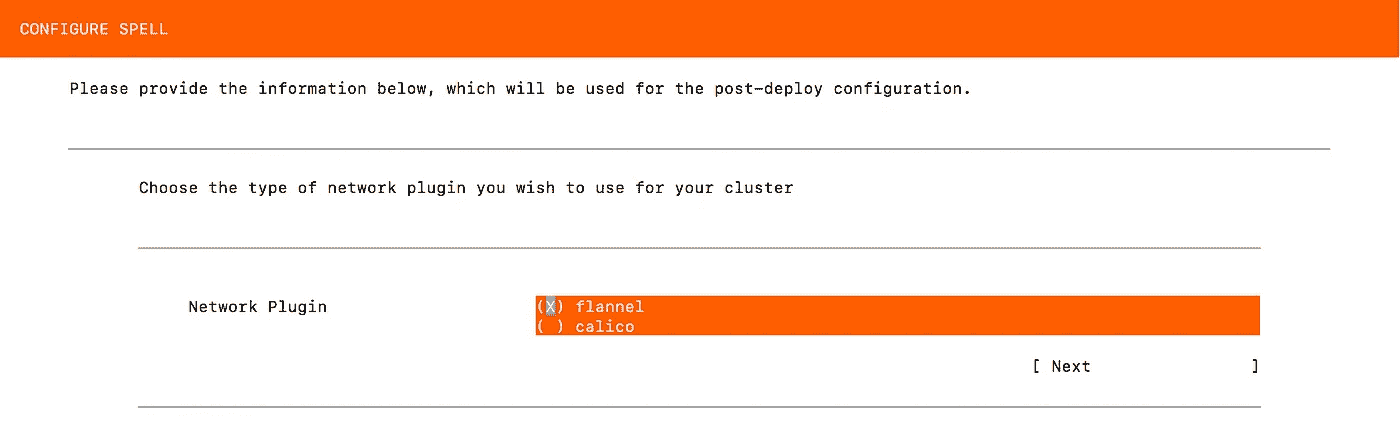 CONFIGURE SPELL
Please provide the information below, which will be used for the post-deploy configuration.
Choose the type of network plugin you wish to use for your cluster
Network Plugin (X) flannel
( ) calico
[ Next ]